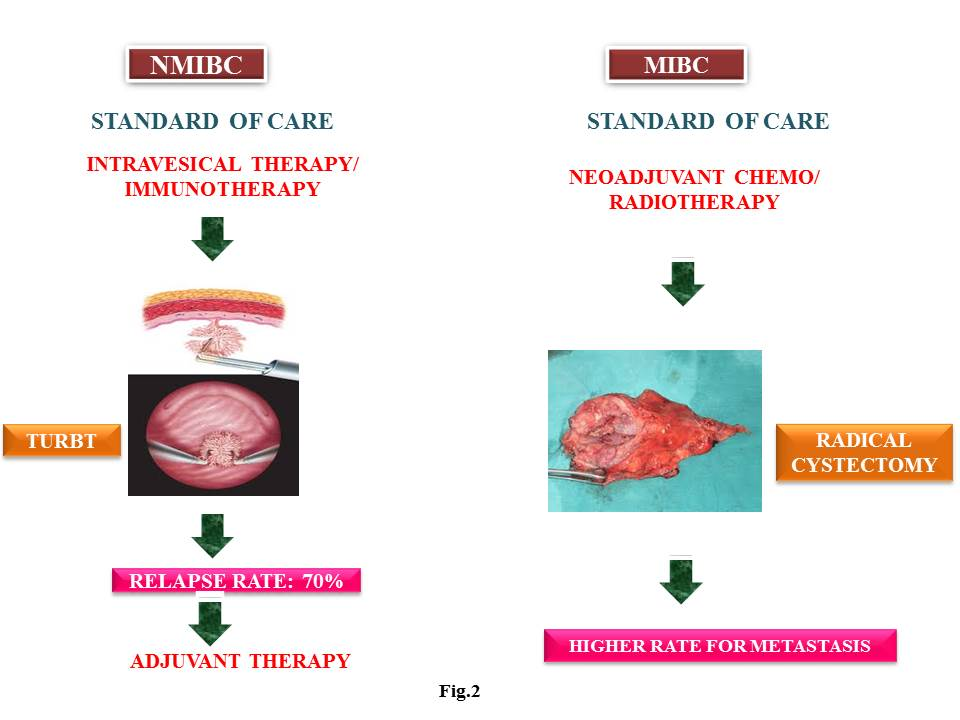 NMIBC
STANDARD OF CARE
INTRAVESICAL THERAPY/
IMMUNOTHERAPY
TURBT
RELAPSE RATE: 70%
ADJUVANT THERAPY
MIBC
STANDARD OF CARE
NEOADJUVANT CHEMO/
RADIOTHERAPY
RADICAL
CYSTECTOMY
HIGHER RATE FOR METASTASIS
Fig.2